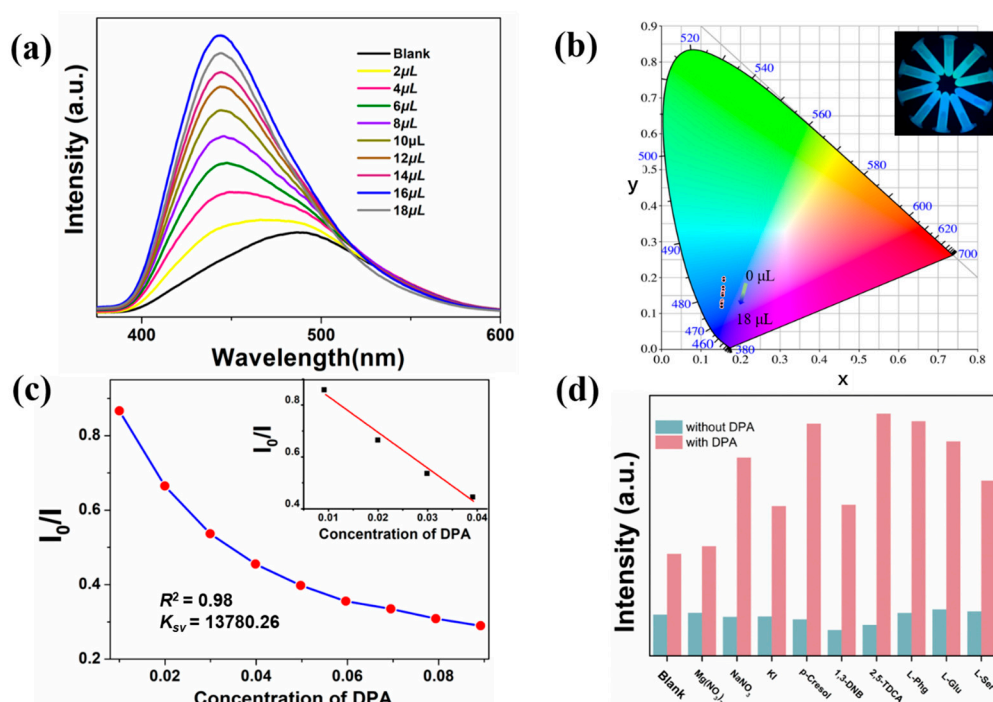 (a)
Intensity (a.u.)
Blank
2μL
4μL
6μL
8μL
10μL
12μL
14μL
16μL
18μL
400
500
600
Wavelength(nm)
(b)
0.9
0.8
0.7
0.6
0.5
0.4
0.3
0.2
0.1
0.0
y
520
540
560
580
600
620
700
500
490
480
470
460
380
0 μL
18 μL
0.0 0.1 0.2 0.3 0.4 0.5 0.6 0.7 0.8
x
(c)
I0/I
0.8
0.6
0.4
0.2
R2 = 0.98
Ksv = 13780.26
0.02 0.04 0.06 0.08
Concentration of DPA
I0/I
0.8
0.6
0.4
0.01 0.02 0.03 0.04
Concentration of DPA
(d)
Intensity (a.u.)
without DPA
with DPA
Blank
Mg(NO3)2
NaNO3
KI
p-Cresol
1,3-DNB
2,5-TDCA
L-Phg
L-Glu
L-Ser